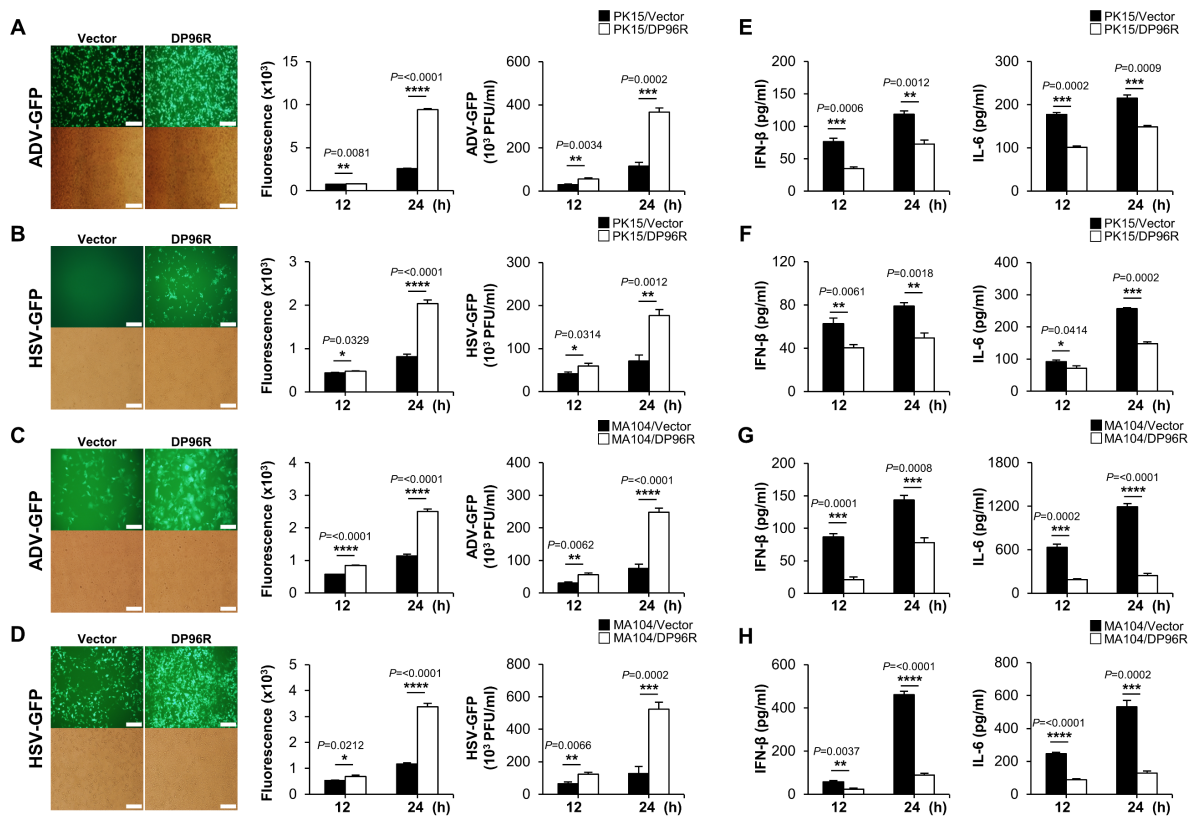 A
Vector
DP96R
ADV-GFP
Fluorescence (x10³)
15
10
5
0
P=0.0081
**
P=<0.0001
****
12
24
(h)
PK15/Vector
PK15/DP96R
ADV-GFP
(10³ PFU/ml)
600
400
200
0
P=0.0034
**
P=0.0002
***
12
24
(h)
E
PK15/Vector
PK15/DP96R
IFN-β (pg/ml)
200
150
100
50
0
P=0.0006
***
P=0.0012
**
12
24
(h)
IL-6 (pg/ml)
300
200
100
0
P=0.0002
***
P=0.0009
***
12
24
(h)
B
Vector
DP96R
HSV-GFP
Fluorescence (x10³)
3
2
1
0
P=0.0329
*
P=<0.0001
****
12
24
(h)
PK15/Vector
PK15/DP96R
HSV-GFP
(10³ PFU/ml)
300
200
100
0
P=0.0314
*
P=0.0012
**
12
24
(h)
F
PK15/Vector
PK15/DP96R
IFN-β (pg/ml)
120
80
40
0
P=0.0061
**
P=0.0018
**
12
24
(h)
IL-6 (pg/ml)
400
300
200
100
0
P=0.0414
*
P=0.0002
***
12
24
(h)
C
Vector
DP96R
ADV-GFP
Fluorescence (x10³)
4
3
2
1
0
P=<0.0001
****
P=<0.0001
****
12
24
(h)
MA104/Vector
MA104/DP96R
ADV-GFP
(10³ PFU/ml)
400
300
200
100
0
P=0.0062
**
P=<0.0001
****
12
24
(h)
G
MA104/Vector
MA104/DP96R
IFN-β (pg/ml)
200
150
100
50
0
P=0.0001
***
P=0.0008
***
12
24
(h)
IL-6 (pg/ml)
1800
1200
600
0
P=0.0002
***
P=<0.0001
****
12
24
(h)
D
Vector
DP96R
HSV-GFP
Fluorescence (x10³)
5
4
3
2
1
0
P=0.0212
*
P=<0.0001
****
12
24
(h)
MA104/Vector
MA104/DP96R
HSV-GFP
(10³ PFU/ml)
800
600
400
200
0
P=0.0066
**
P=0.0002
***
12
24
(h)
H
MA104/Vector
MA104/DP96R
IFN-β (pg/ml)
600
400
200
0
P=0.0037
**
P=<0.0001
****
12
24
(h)
IL-6 (pg/ml)
800
600
400
200
0
P=<0.0001
****
P=0.0002
***
12
24
(h)